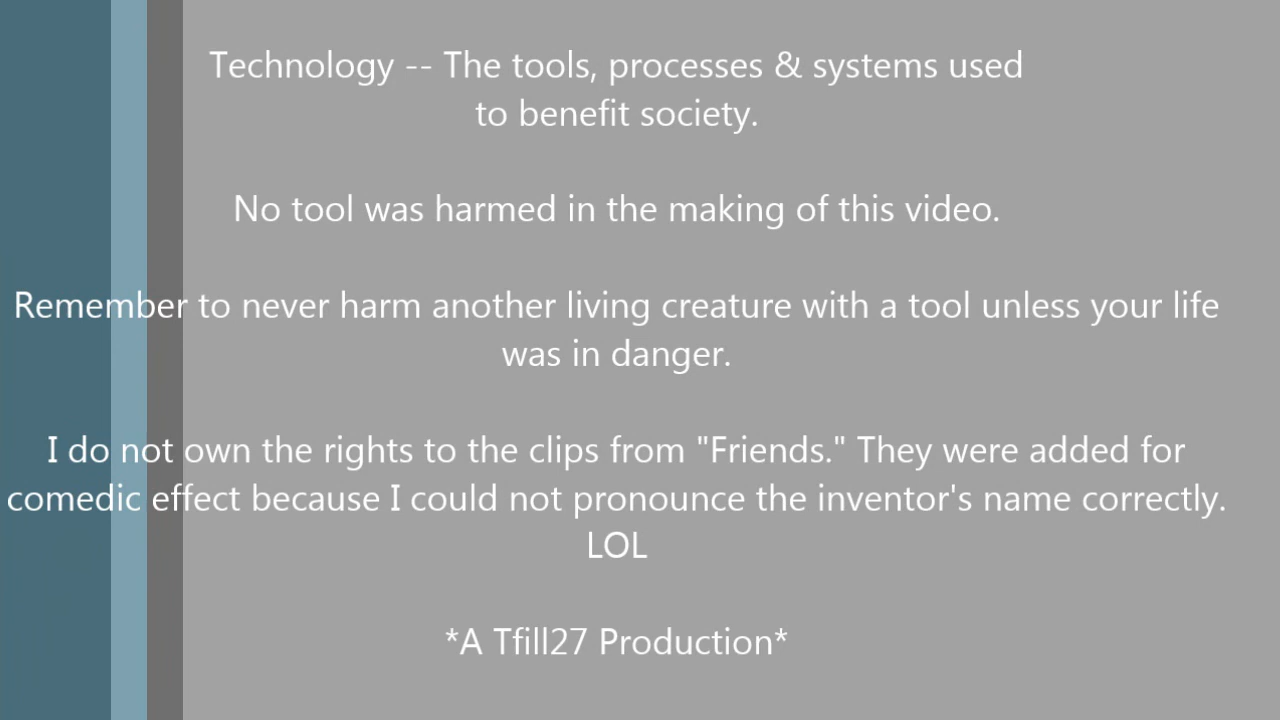 Technology -- The tools, processes & systems used
to benefit society.
No tool was harmed in the making of this video.
Remember to never harm another living creature with a tool unless your life
was in danger.
I do not own the rights to the clips from "Friends." They were added for
comedic effect because I could not pronounce the inventor's name correctly.
LOL
*A Tfill27 Production*